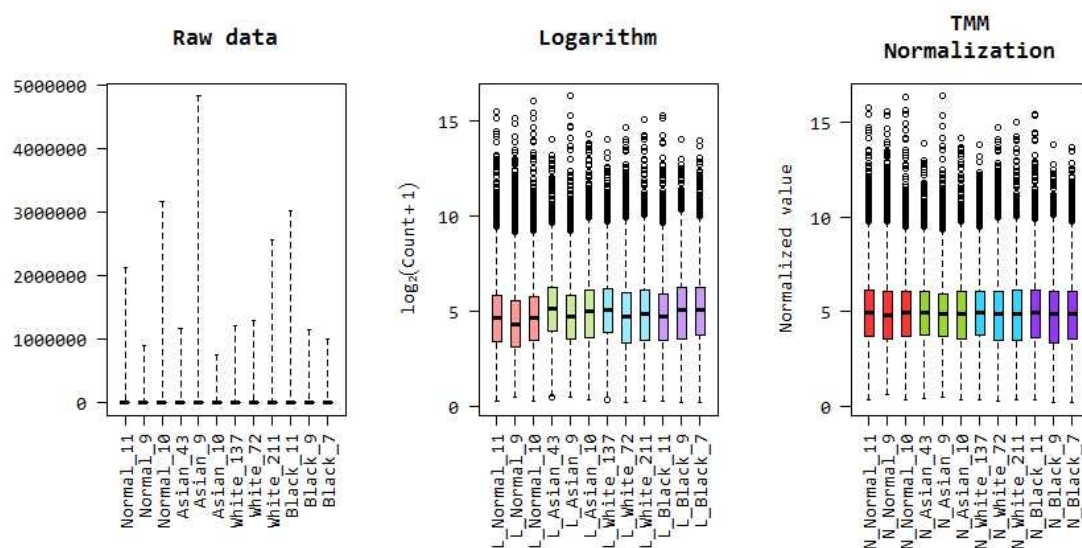 Raw data
5000000
4000000
3000000
2000000
1000000
0
Normal_11
Normal_9
Normal_10
Asian_43
Asian_9
Asian_10
White_137
White_72
White_211
Black_11
Black_9
Black_7
Logarithm
log₂(Count+1)
15
10
5
0
L_Normal_11
L_Normal_9
L_Normal_10
L_Asian_43
L_Asian_9
L_Asian_10
L_White_137
L_White_72
L_White_211
L_Black_11
L_Black_9
L_Black_7
TMM
Normalization
Normalized value
15
10
5
0
N_Normal_11
N_Normal_9
N_Normal_10
N_Asian_43
N_Asian_9
N_Asian_10
N_White_137
N_White_72
N_White_211
N_Black_11
N_Black_9
N_Black_7